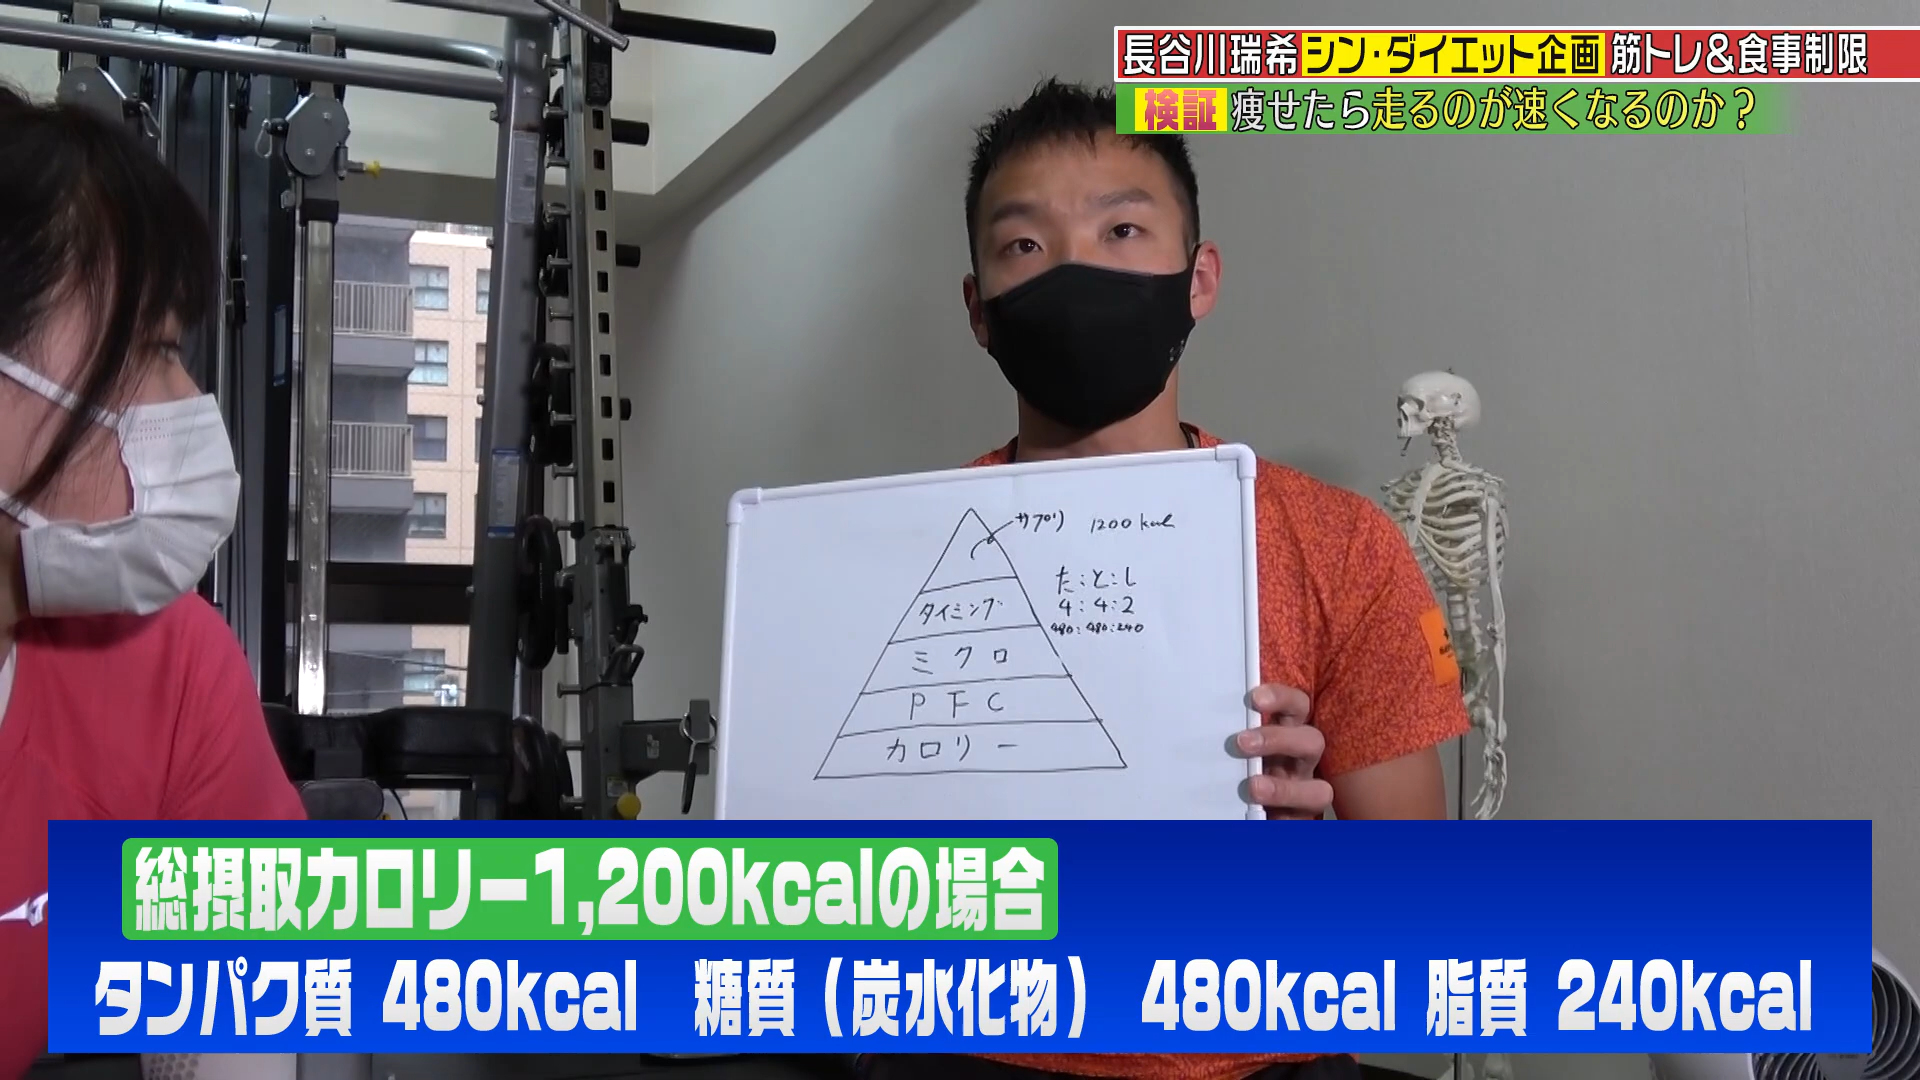 長谷川瑞希シン・ダイエット企画 筋トレ&食事制限
検証 痩せたら走るのが速くなるのか?
サプリ 1200 kcal
た:と:し
4:4:2
480:480:240
タイミング
ミクロ
PFC
カロリー
総摂取カロリー1,200kcalの場合
タンパク質 480kcal 糖質(炭水化物) 480kcal 脂質 240kcal